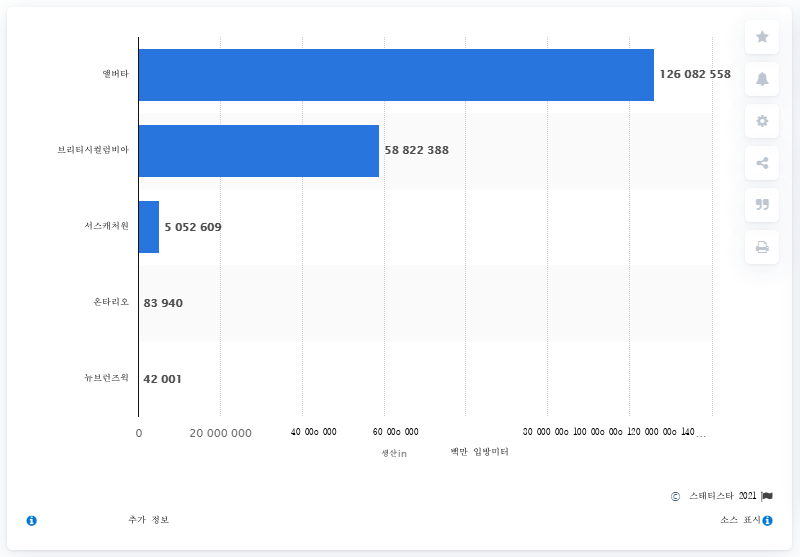 앨버타
126 082 558
브리티시컬럼비아
58 822 388
서스캐처원
5 052 609
온타리오
83 940
뉴브런즈윅
42 001
0 20 000 000 40 00o 000 60 00o 000 80 000 00o 100 00o 00o 120 000 00o 140...
생산in 백만 입방미터
© 스태티스타 2021
추가 정보 소스 표시